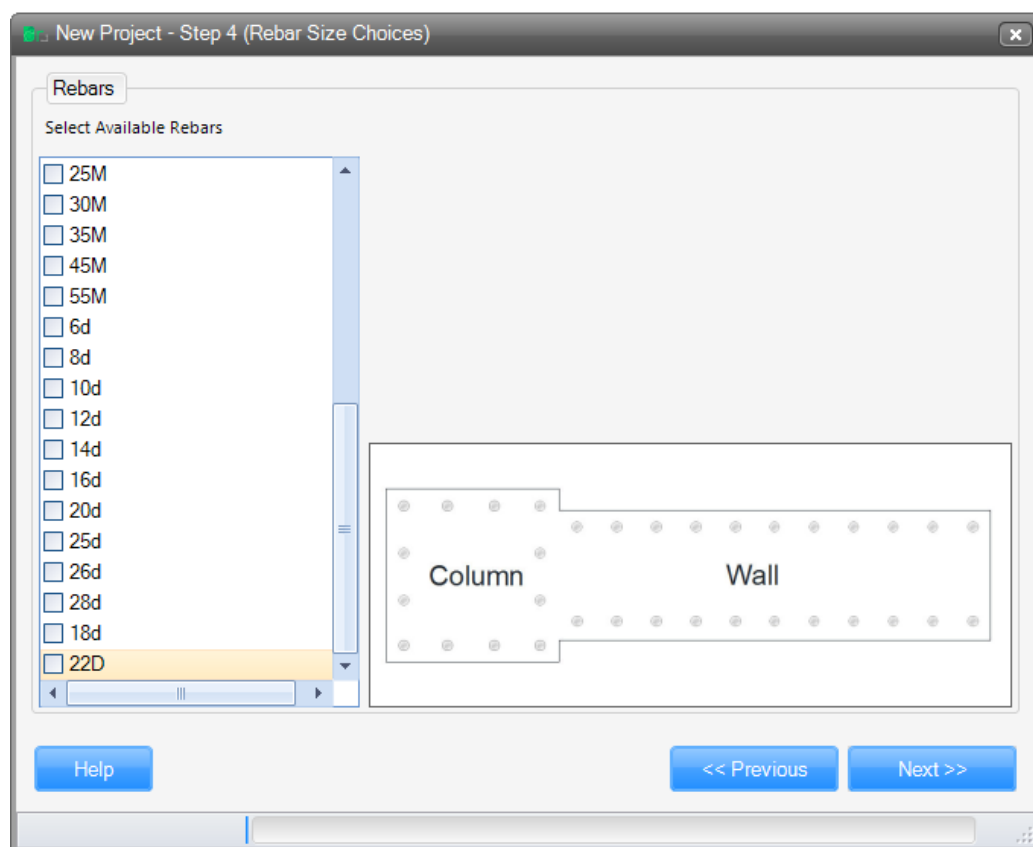 New Project - Step 4 (Rebar Size Choices)
Rebars
Select Available Rebars
25M
30M
35M
45M
55M
6d
8d
10d
12d
14d
16d
20d
25d
26d
28d
18d
22D
Column
Wall
Help
<< Previous
Next >>